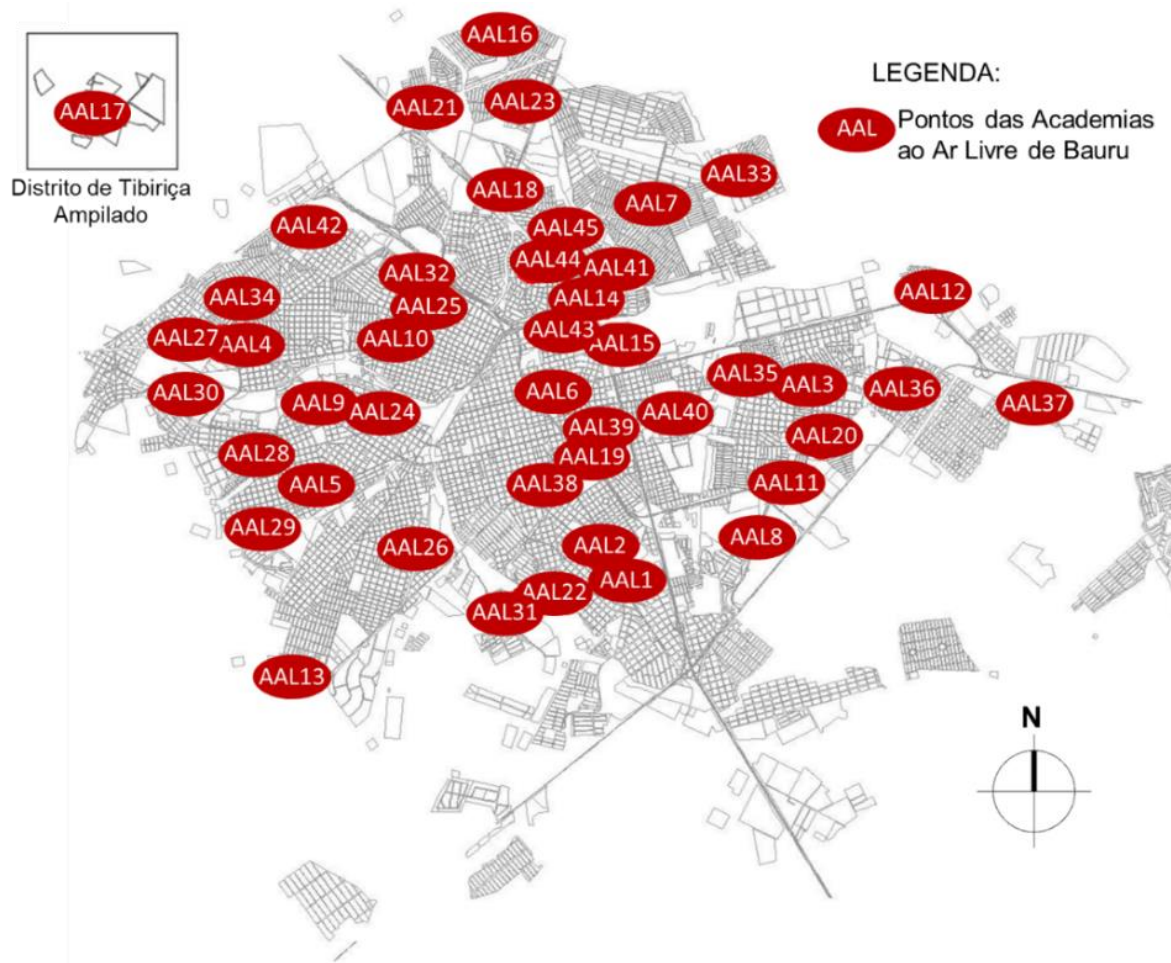 AAL16
AAL17
AAL21
AAL23
LEGENDA:
AAL
Pontos das Academias
ao Ar Livre de Bauru
Distrito de Tibiriça
Ampilado
AAL33
AAL18
AAL7
AAL42
AAL45
AAL44
AAL41
AAL32
AAL12
AAL34
AAL25
AAL14
AAL27
AAL4
AAL10
AAL43
AAL15
AAL30
AAL9
AAL24
AAL6
AAL35
AAL3
AAL36
AAL37
AAL40
AAL39
AAL20
AAL28
AAL19
AAL5
AAL38
AAL11
AAL29
AAL26
AAL2
AAL8
AAL1
AAL22
AAL31
AAL13
N